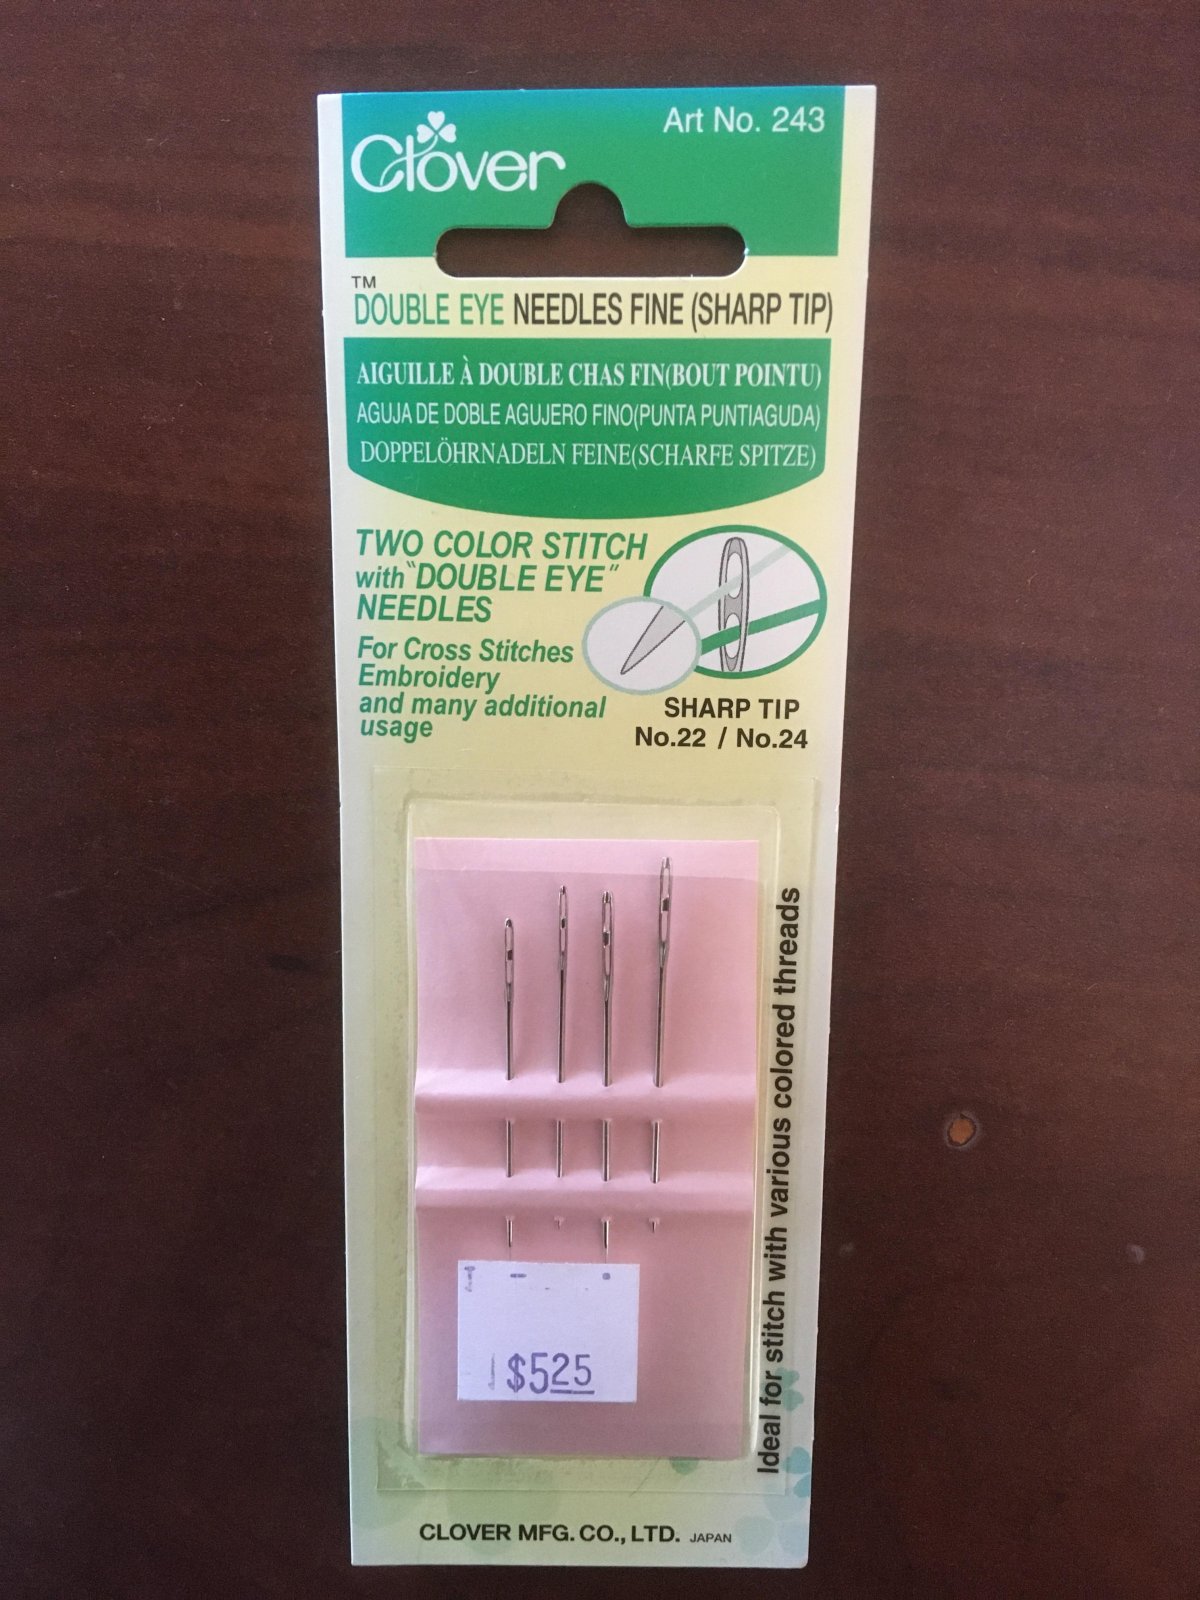 Clover
Art No. 243
TM
DOUBLE EYE NEEDLES FINE (SHARP TIP)
AIGUILLE À DOUBLE CHAS FIN(BOUT POINTU)
AGUJA DE DOBLE AGUJERO FINO(PUNTA PUNTIAGUDA)
DOPPELÖHRNADELN FEINE(SCHARFE SPITZE)
TWO COLOR STITCH
with "DOUBLE EYE"
NEEDLES
For Cross Stitches
Embroidery
and many additional
usage
SHARP TIP
No.22 / No.24
Ideal for stitch with various colored threads
$525
CLOVER MFG. CO., LTD. JAPAN